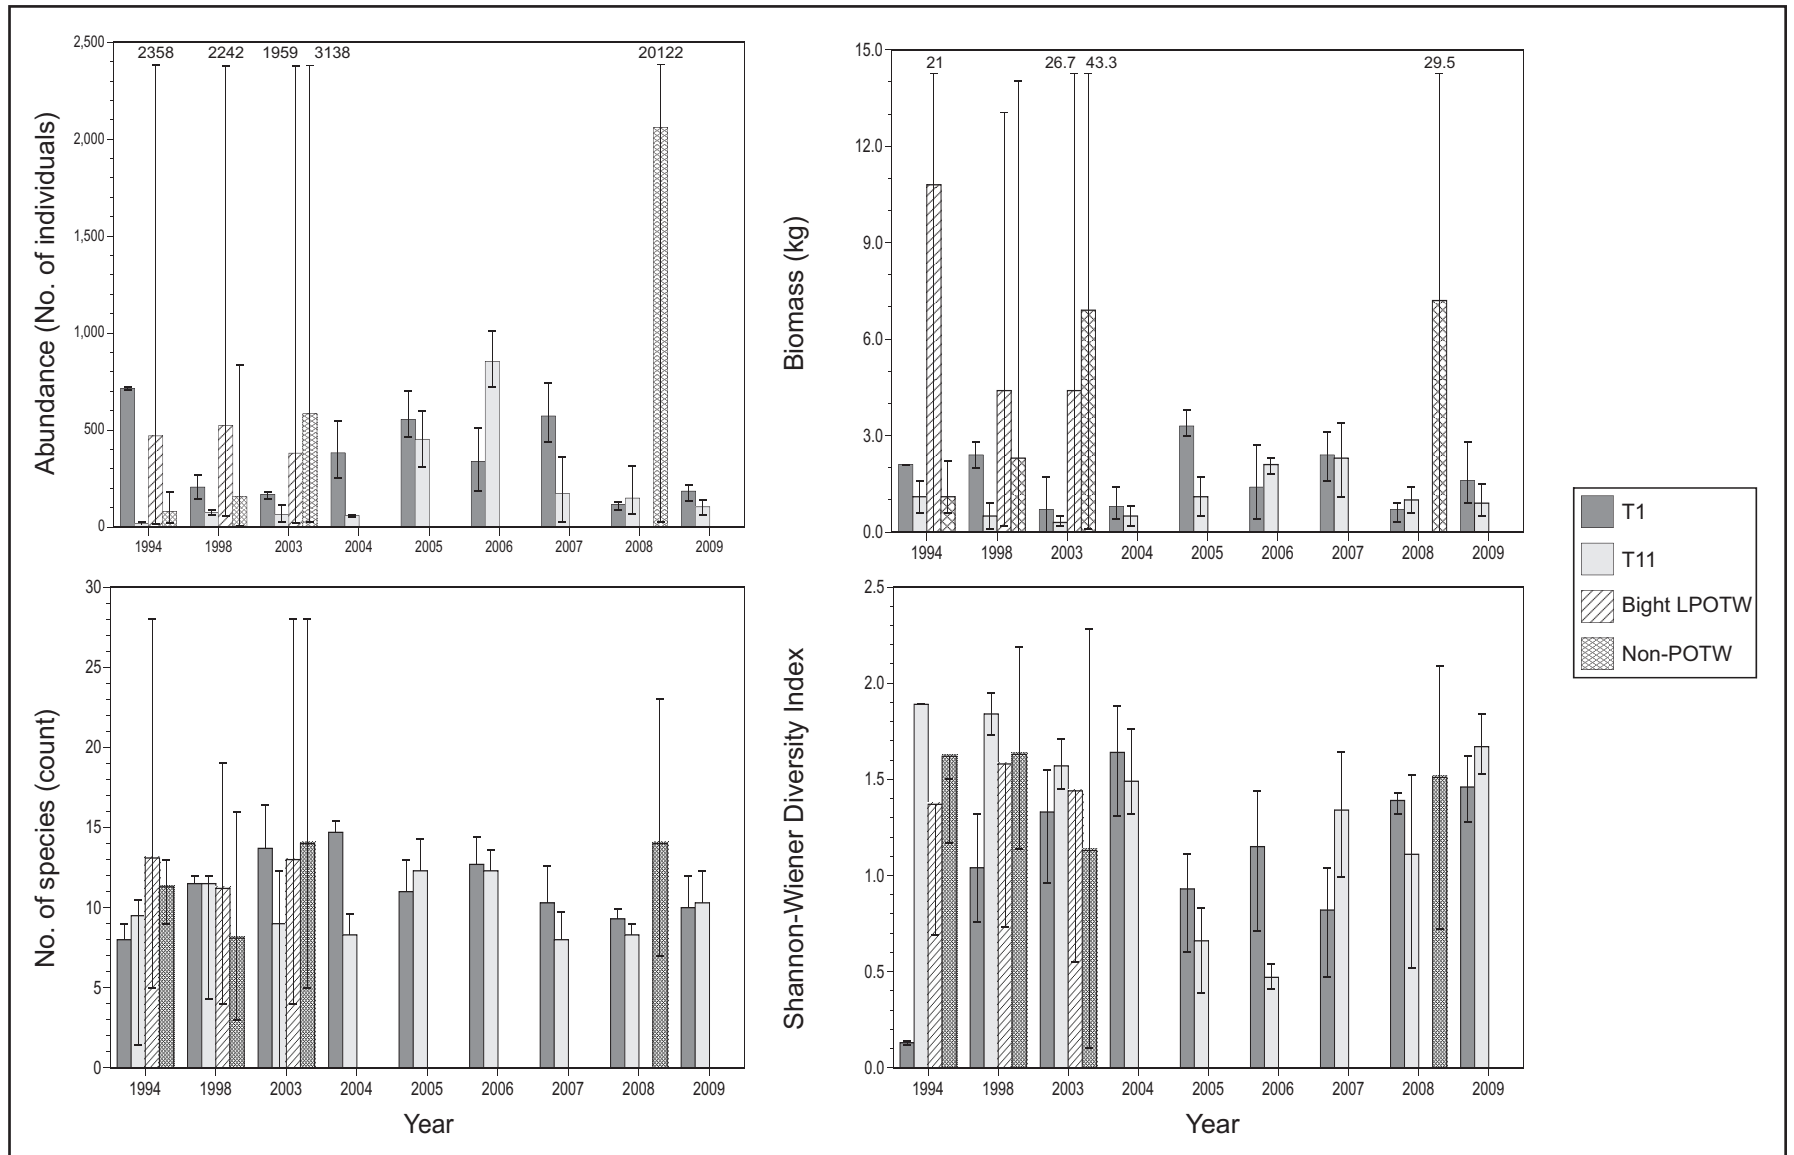 Abundance (No. of individuals)
2,500
2,000
1,500
1,000
500
0
2358 2242 1959 3138 20122
1994 1998 2003 2004 2005 2006 2007 2008 2009
Biomass (kg)
15.0
12.0
9.0
6.0
3.0
0.0
21 26.7 43.3 29.5
1994 1998 2003 2004 2005 2006 2007 2008 2009
T1
T11
Bight LPOTW
Non-POTW
No. of species (count)
30
25
20
15
10
5
0
1994 1998 2003 2004 2005 2006 2007 2008 2009
Year
Shannon-Wiener Diversity Index
2.5
2.0
1.5
1.0
0.5
0.0
1994 1998 2003 2004 2005 2006 2007 2008 2009
Year